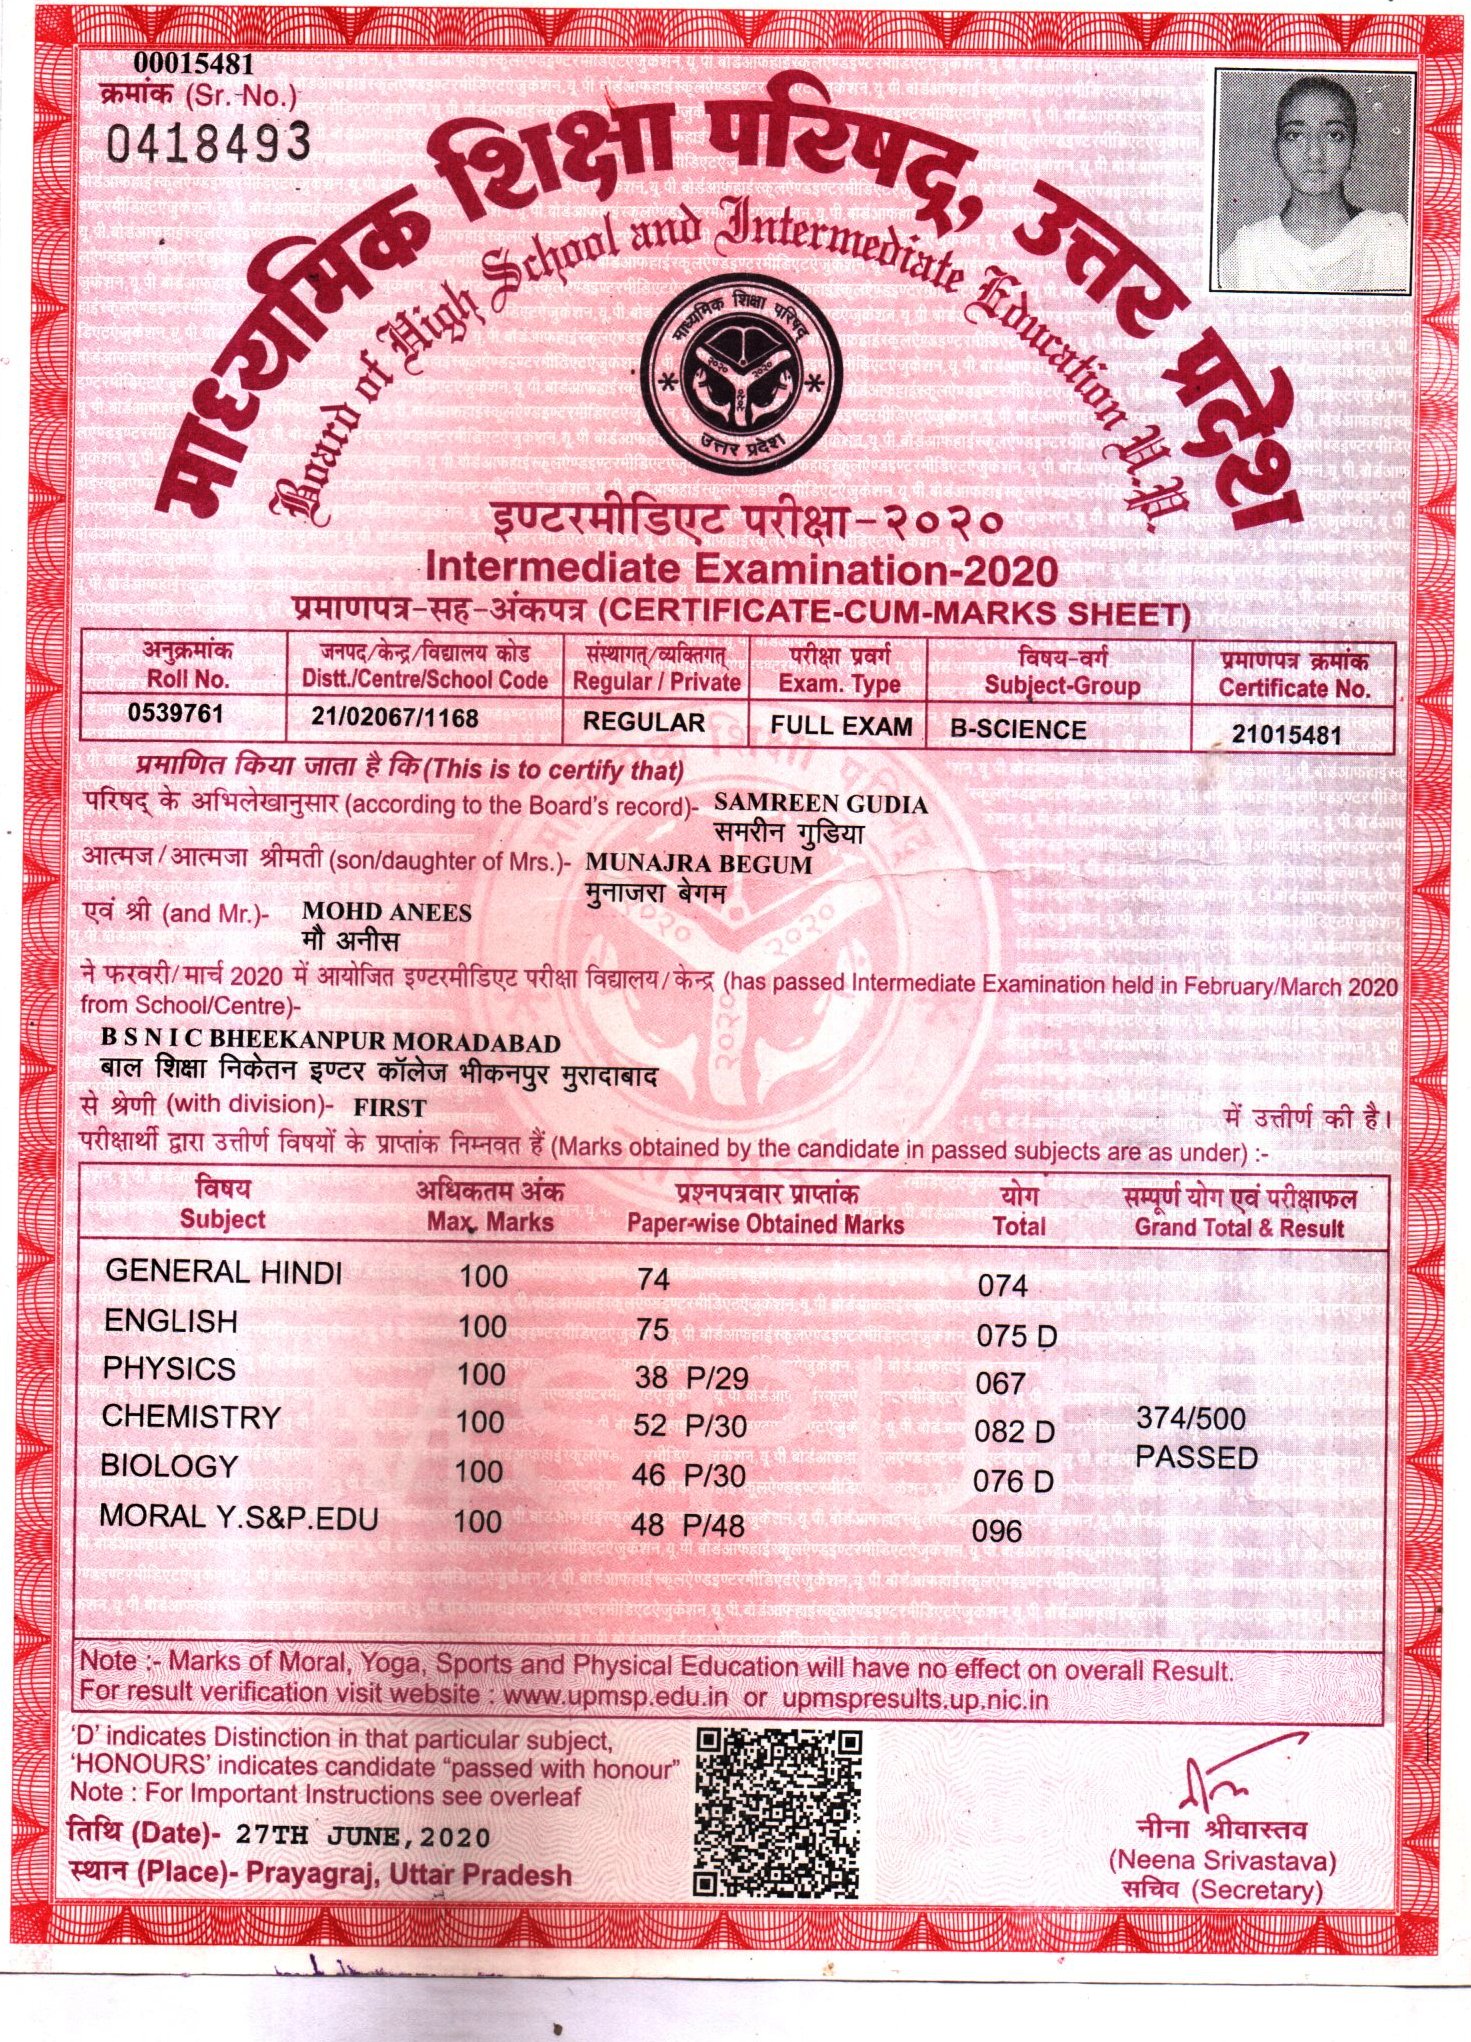 00015481
क्रमांक (Sr. No.)
0418493
माध्यमिक शिक्षा परिषद्, उत्तर प्रदेश
Board of High School and Intermediate Education U.P.
माध्यमिक शिक्षा परिषद्
२०२० २०२०
२०२०
उत्तर प्रदेश
इण्टरमीडिएट परीक्षा-२०२०
Intermediate Examination-2020
प्रमाणपत्र-सह-अंकपत्र (CERTIFICATE-CUM-MARKS SHEET)
अनुक्रमांक जनपद/केन्द्र/विद्यालय कोड संस्थागत्/व्यक्तिगत् परीक्षा प्रवर्ग विषय-वर्ग प्रमाणपत्र क्रमांक
Roll No. Distt./Centre/School Code Regular / Private Exam. Type Subject-Group Certificate No.
0539761 21/02067/1168 REGULAR FULL EXAM B-SCIENCE 21015481
प्रमाणित किया जाता है कि (This is to certify that)
परिषद् के अभिलेखानुसार (according to the Board's record)- SAMREEN GUDIA
समरीन गुडिया
आत्मज/आत्मजा श्रीमती (son/daughter of Mrs.)- MUNAJRA BEGUM
मुनाजरा बेगम
एवं श्री (and Mr.)- MOHD ANEES
मौ अनीस
ने फरवरी/मार्च 2020 में आयोजित इण्टरमीडिएट परीक्षा विद्यालय/केन्द्र (has passed Intermediate Examination held in February/March 2020
from School/Centre)-
B S N I C BHEEKANPUR MORADABAD
बाल शिक्षा निकेतन इण्टर कॉलेज भीकनपुर मुरादाबाद
से श्रेणी (with division)- FIRST में उत्तीर्ण की है।
परीक्षार्थी द्वारा उत्तीर्ण विषयों के प्राप्तांक निम्नवत हैं (Marks obtained by the candidate in passed subjects are as under) :-
विषय अधिकतम अंक प्रश्नपत्रवार प्राप्तांक योग सम्पूर्ण योग एवं परीक्षाफल
Subject Max. Marks Paper-wise Obtained Marks Total Grand Total & Result
GENERAL HINDI 100 74 074
ENGLISH 100 75 075 D
PHYSICS 100 38 P/29 067
CHEMISTRY 100 52 P/30 082 D 374/500
BIOLOGY 100 46 P/30 076 D PASSED
MORAL Y.S&P.EDU 100 48 P/48 096
Note :- Marks of Moral, Yoga, Sports and Physical Education will have no effect on overall Result.
For result verification visit website : www.upmsp.edu.in or upmspresults.up.nic.in
'D' indicates Distinction in that particular subject,
'HONOURS' indicates candidate "passed with honour"
Note : For Important Instructions see overleaf
तिथि (Date)- 27TH JUNE,2020
स्थान (Place)- Prayagraj, Uttar Pradesh
नीना श्रीवास्तव
(Neena Srivastava)
सचिव (Secretary)